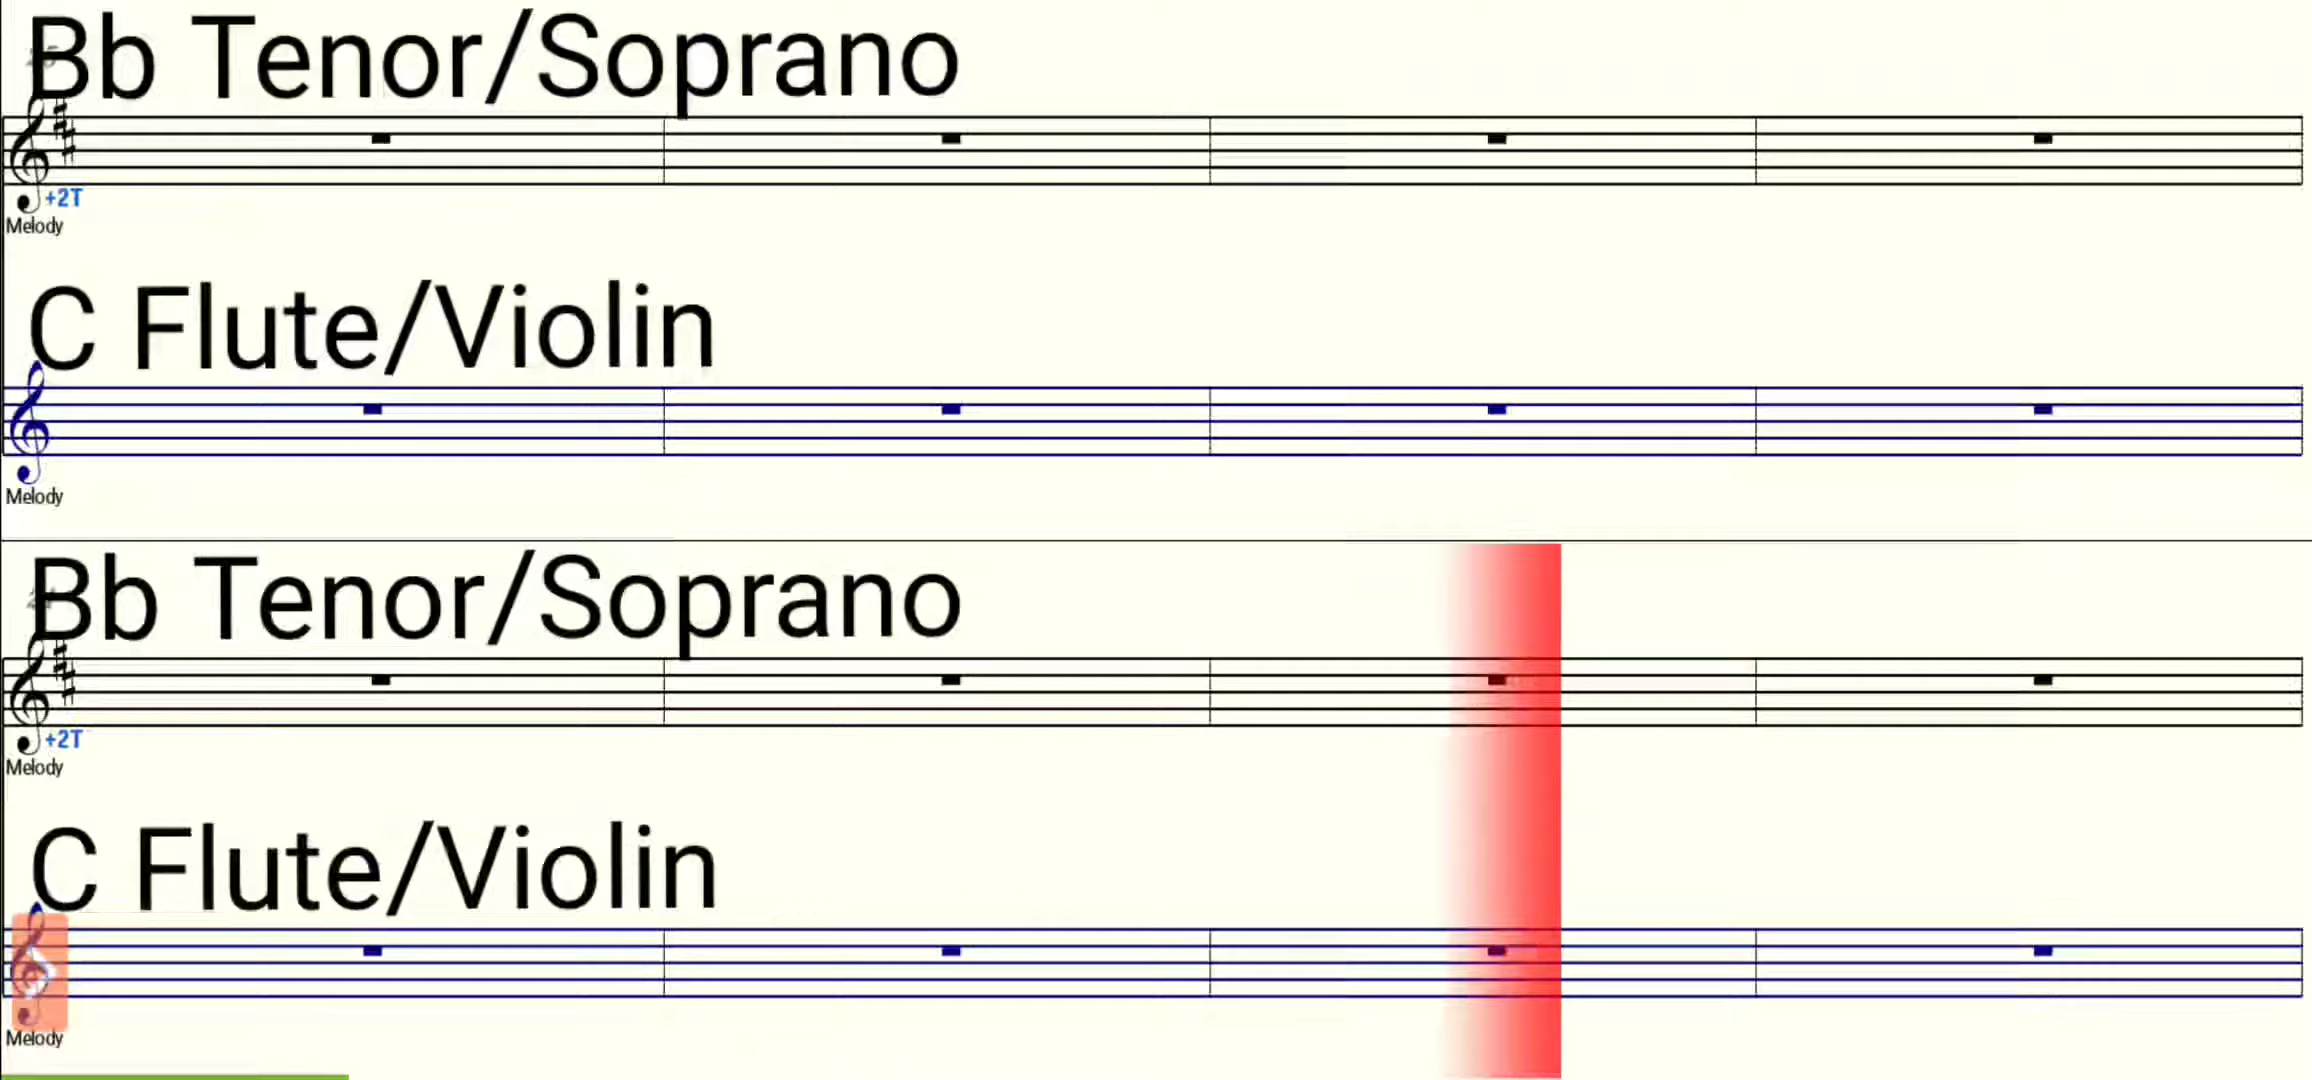 Bb Tenor/Soprano
+2T
Melody
C Flute/Violin
Melody
Bb Tenor/Soprano
+2T
Melody
C Flute/Violin
Melody